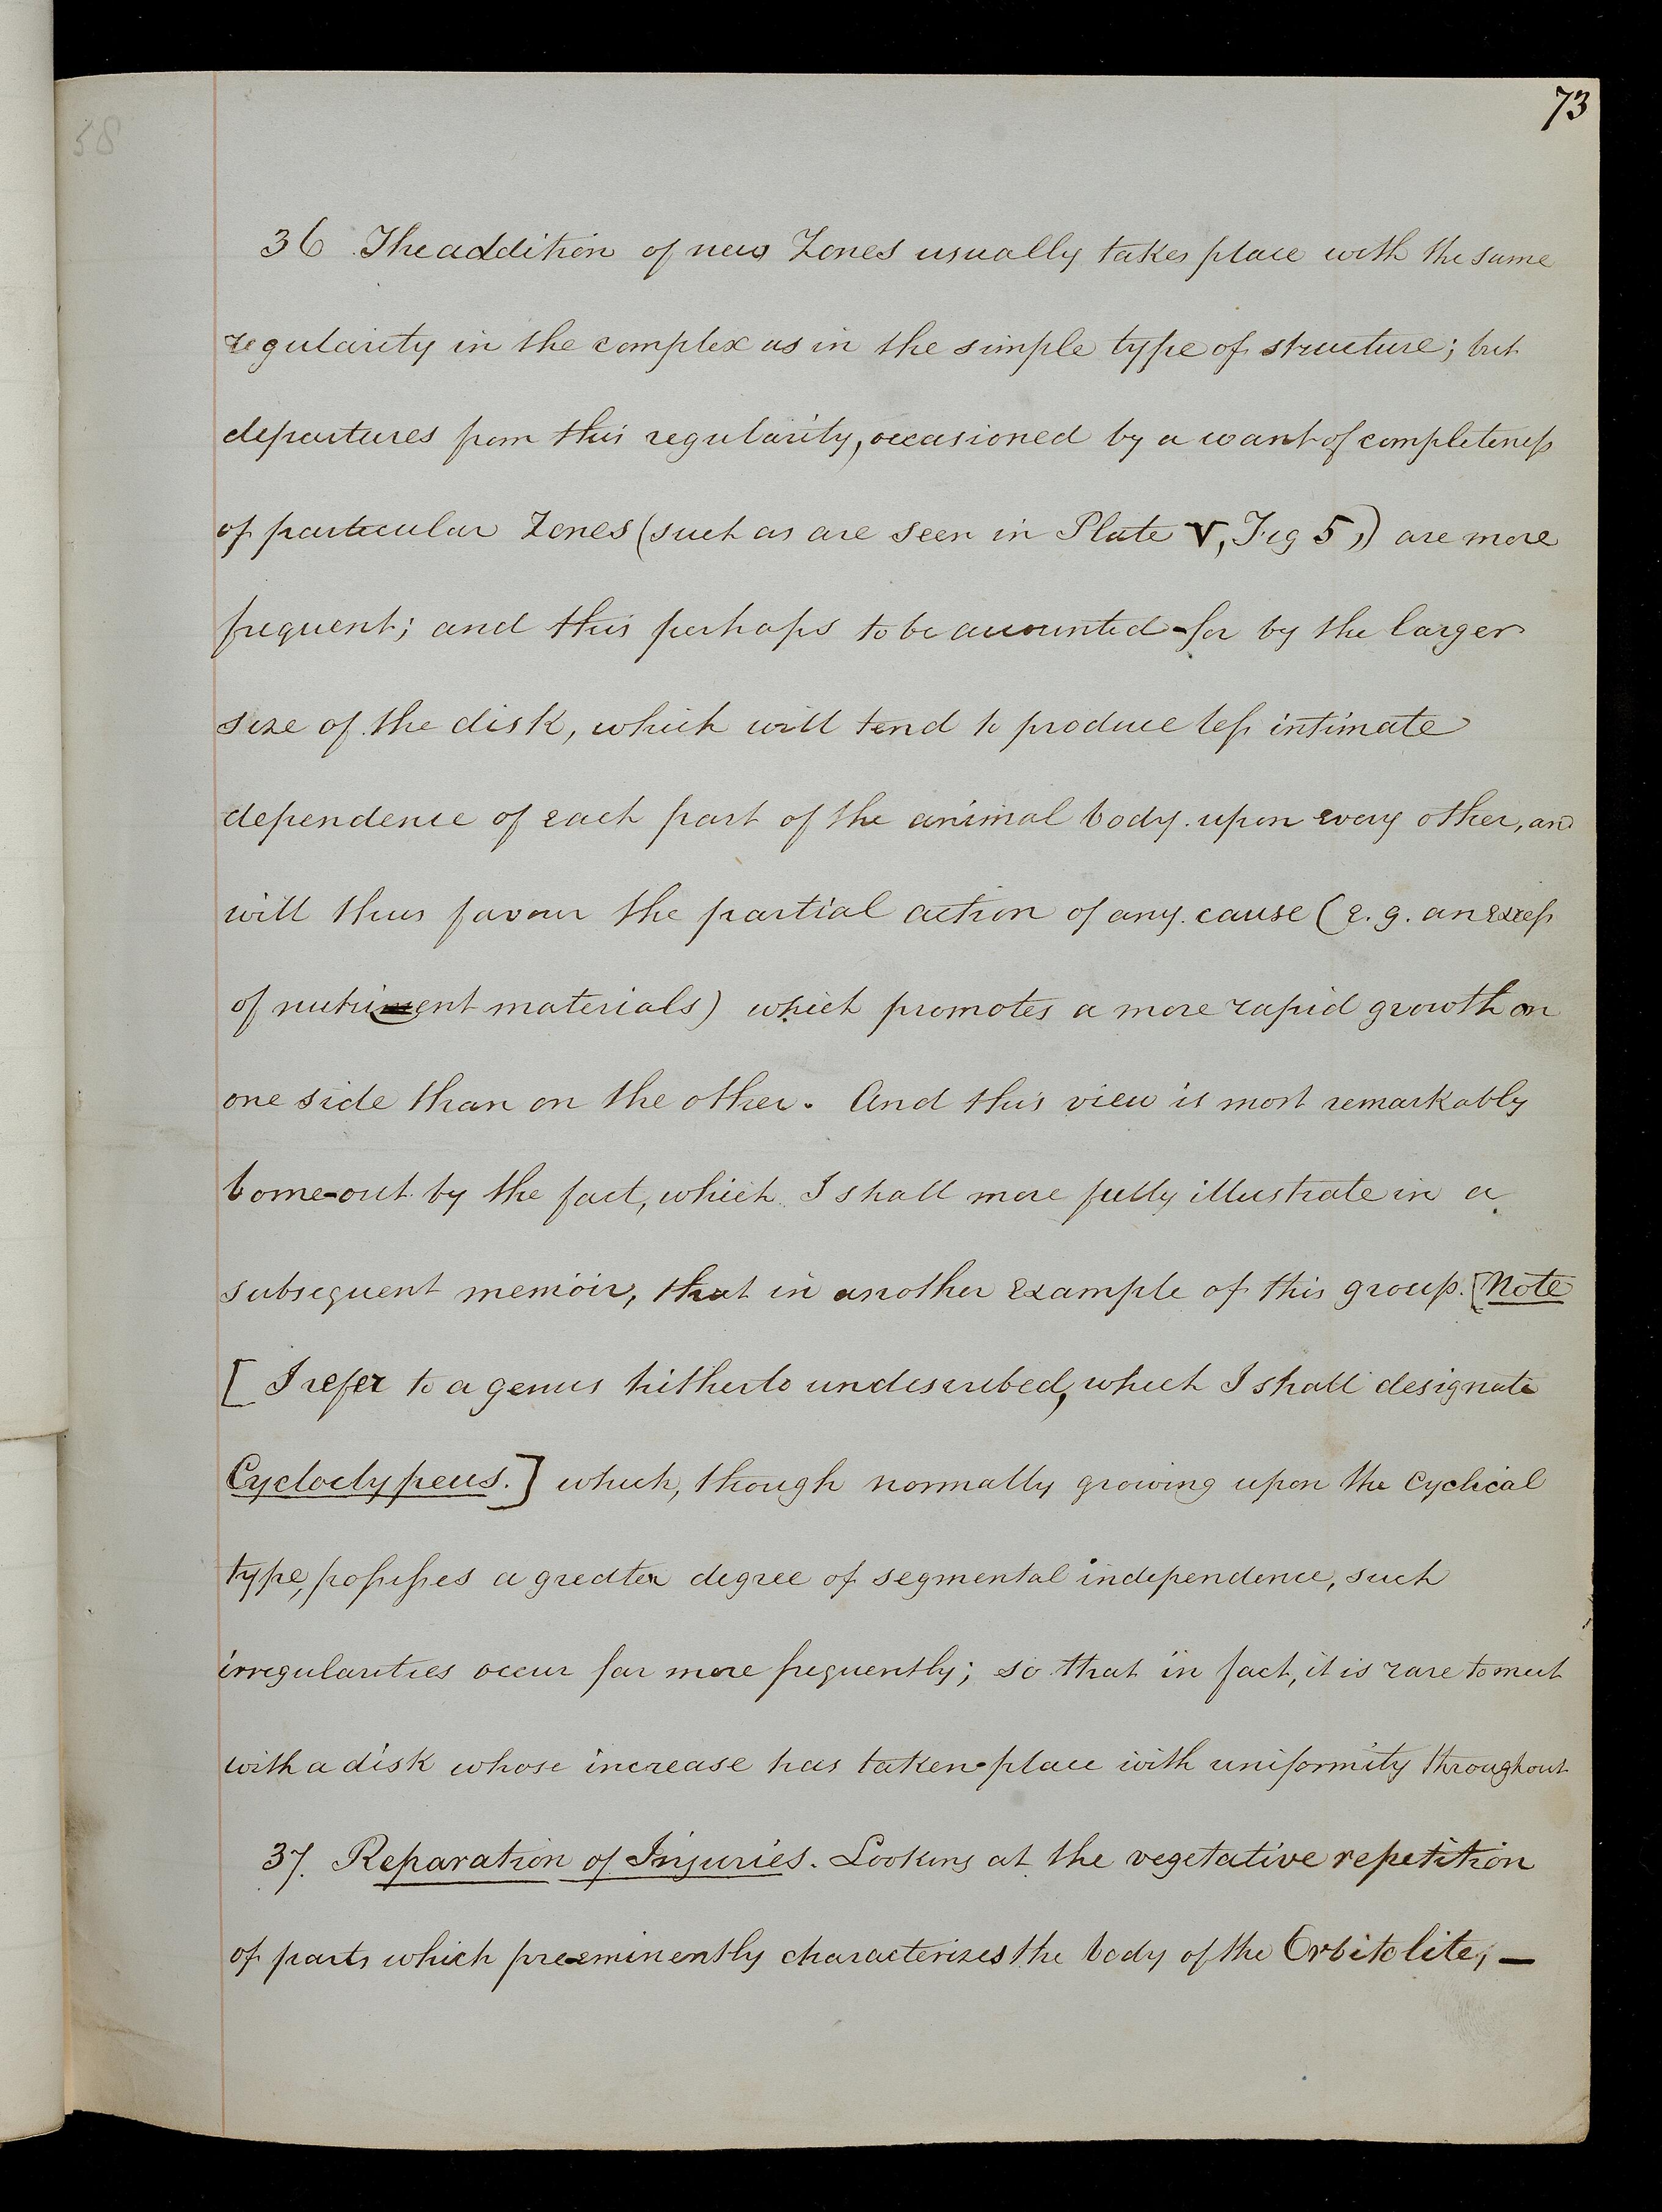 73
58
36 The addition of new Zones usually takes place with the same
regularity in the complex as in the simple type of structure; but
departures from this regularity, occasioned by a want of completeness
of particular Zones (such as are seen in Plate V, Fig 5,) are more
frequent; and this perhaps to be accounted-for by the larger
size of the disk, which will tend to produce less intimate
dependence of each part of the animal body upon every other, and
will thus favour the partial action of any cause (e.g. an excess
of nutrient materials) which promotes a more rapid growth on
one side than on the other. And this view is most remarkably
borne-out by the fact, which I shall more fully illustrate in a
subsequent memoir, that in another example of this group. [Note
[I refer to a genus hitherto undescribed, which I shall designate
Cycloclypeus.] which, though normally growing upon the cyclical
type, possesses a greater degree of segmental independence, such
irregularities occur far more frequently; so that in fact, it is rare to meet
with a disk whose increase has taken-place with uniformity throughout
37. Reparation of Injuries. Looking at the vegetative repetition
of parts which preeminently characterizes the body of the Orbitolite, —